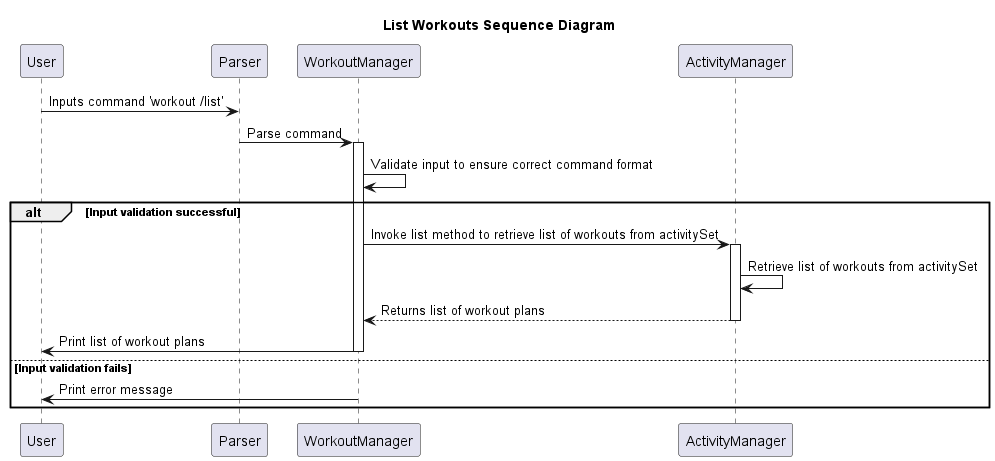 List Workouts Sequence Diagram
User
Parser
WorkoutManager
ActivityManager
Inputs command 'workout /list'
Parse command
Validate input to ensure correct command format
alt
[Input validation successful]
Invoke list method to retrieve list of workouts from activitySet
Retrieve list of workouts from activitySet
Returns list of workout plans
Print list of workout plans
[Input validation fails]
Print error message
User
Parser
WorkoutManager
ActivityManager